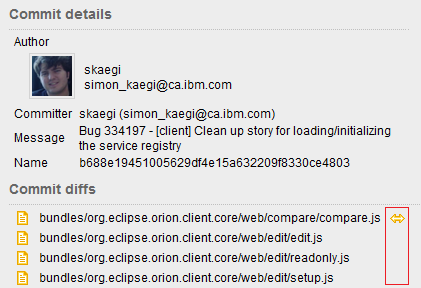 Commit details
Author
skaegi
simon_kaegi@ca.ibm.com
Committer skaegi (simon_kaegi@ca.ibm.com)
Message Bug 334197 - [client] Clean up story for loading/initializing
the service registry
Name b688e19451005629df4e15a632209f8330ce4803
Commit diffs
bundles/org.eclipse.orion.client.core/web/compare/compare.js
bundles/org.eclipse.orion.client.core/web/edit/edit.js
bundles/org.eclipse.orion.client.core/web/edit/readonly.js
bundles/org.eclipse.orion.client.core/web/edit/setup.js